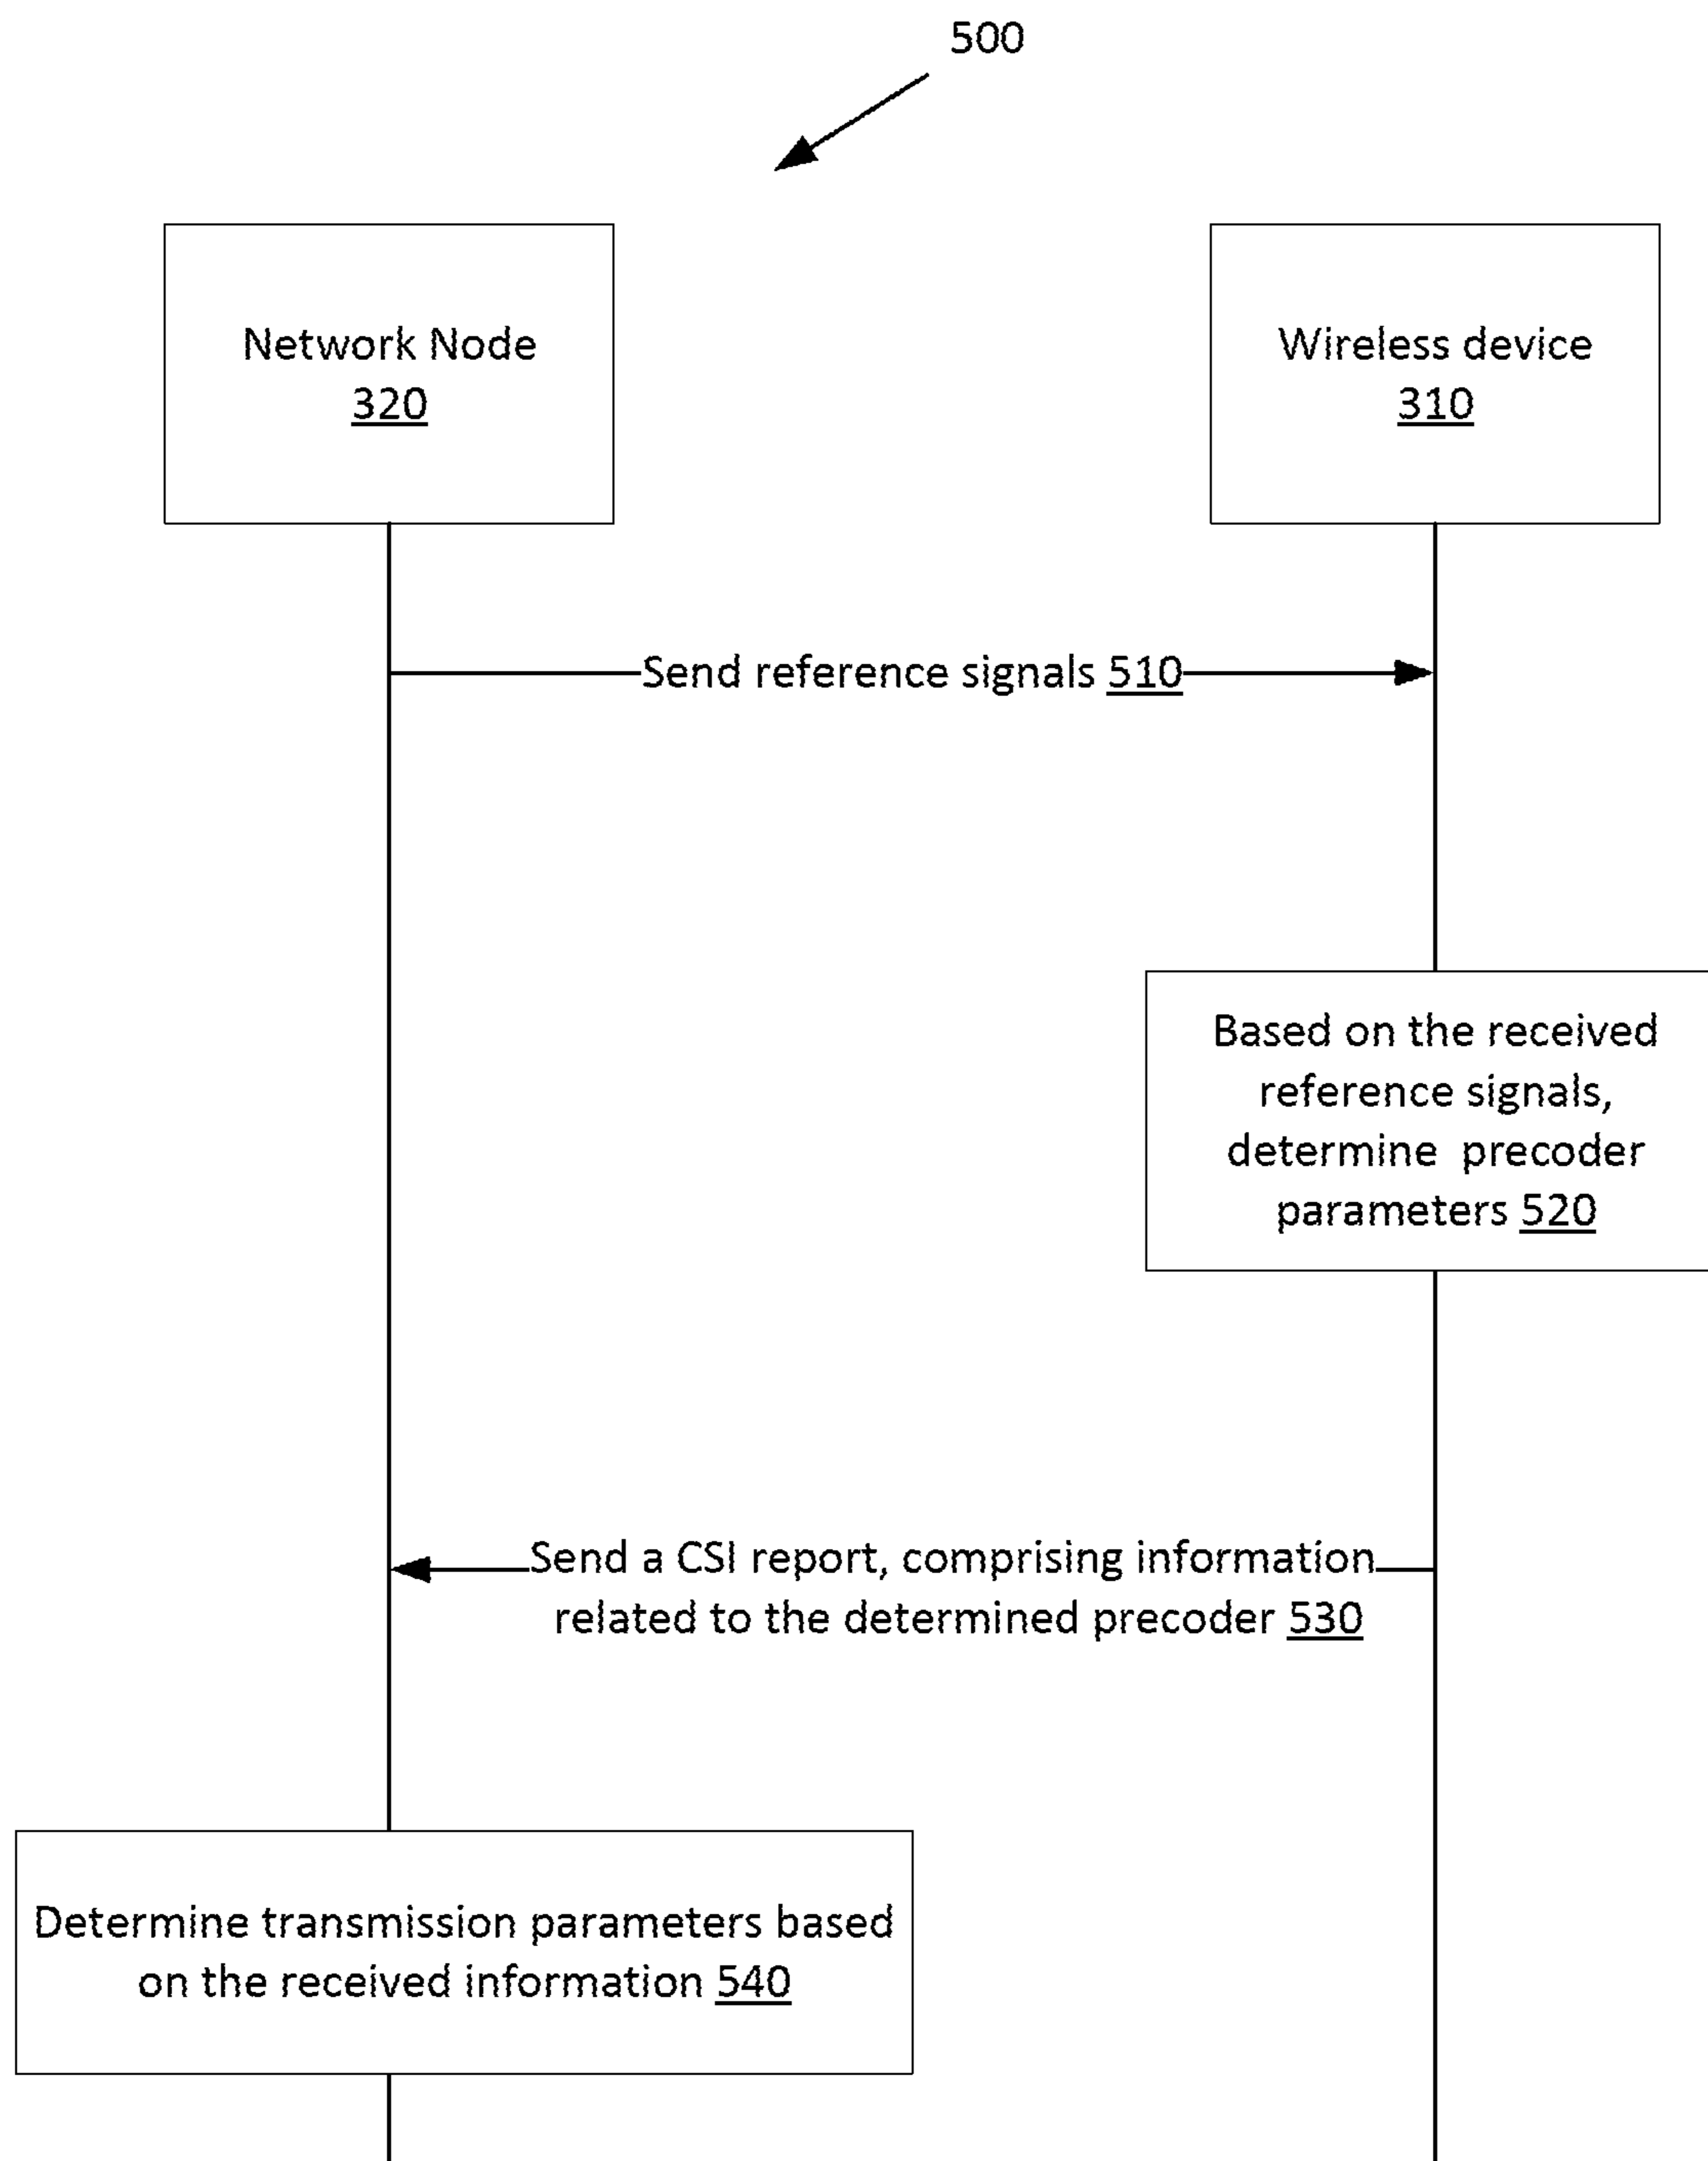 500
Network Node
320
Wireless device
310
Send reference signals 510
Based on the received
reference signals,
determine precoder
parameters 520
Send a CSI report, comprising information
related to the determined precoder 530
Determine transmission parameters based
on the received information 540